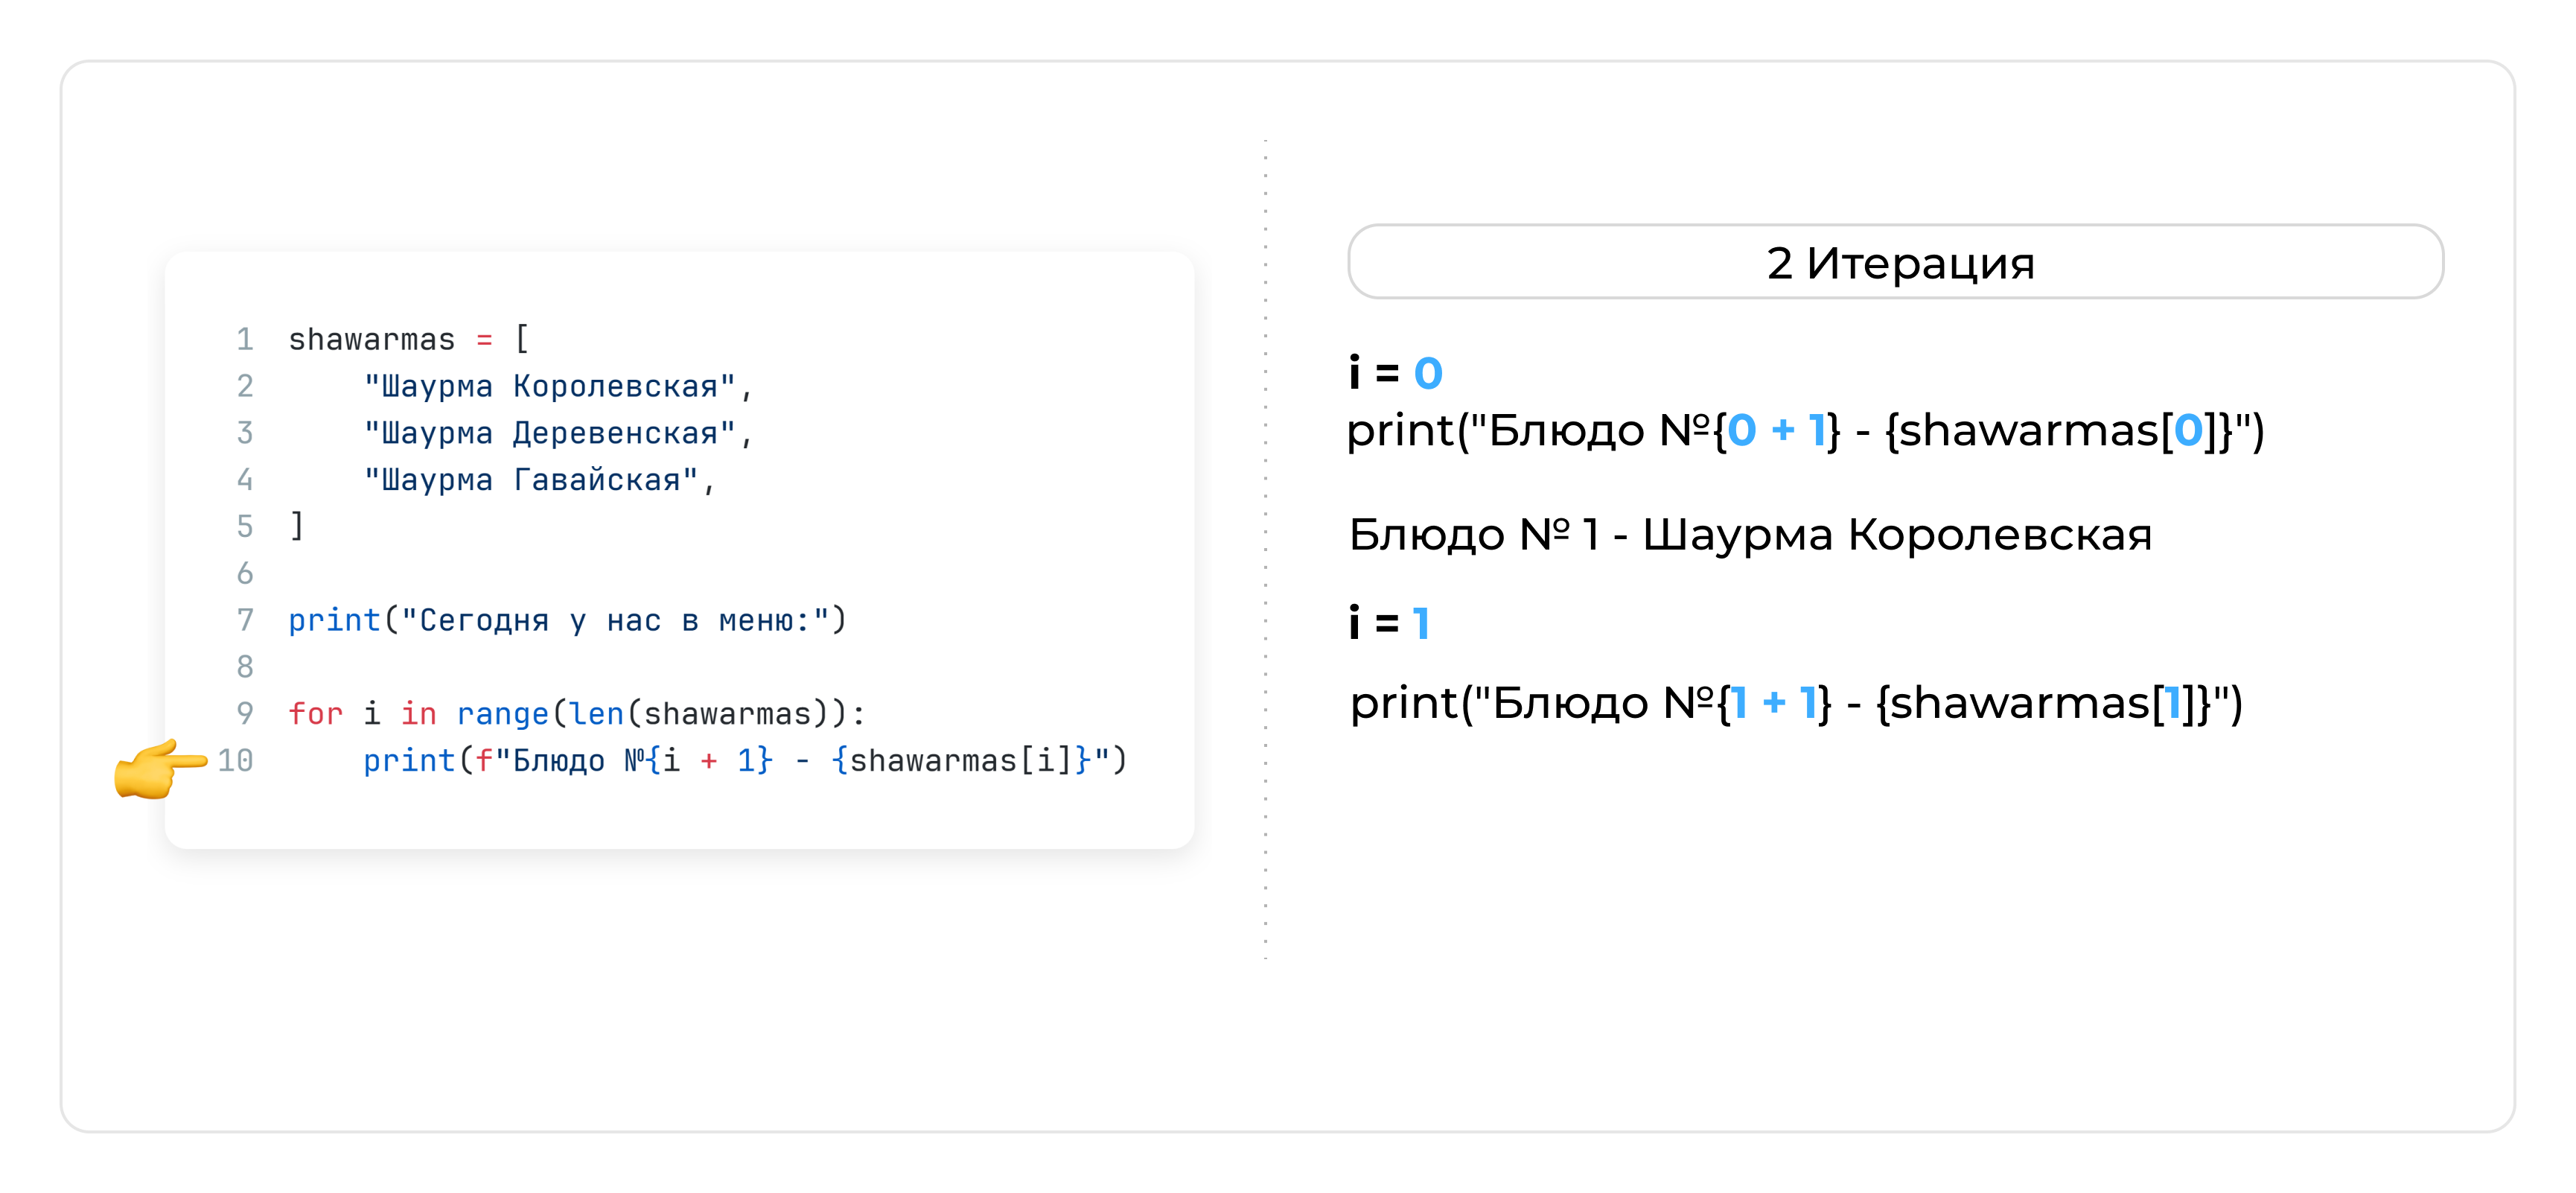 1 shawarmas = [
2     "Шаурма Королевская",
3     "Шаурма Деревенская",
4     "Шаурма Гавайская",
5 ]
6
7 print("Сегодня у нас в меню:")
8
9 for i in range(len(shawarmas)):
10     print(f"Блюдо №{i + 1} - {shawarmas[i]}")
2 Итерация
i = 0
print("Блюдо №{0 + 1} - {shawarmas[0]}")
Блюдо № 1 - Шаурма Королевская
i = 1
print("Блюдо №{1 + 1} - {shawarmas[1]}")